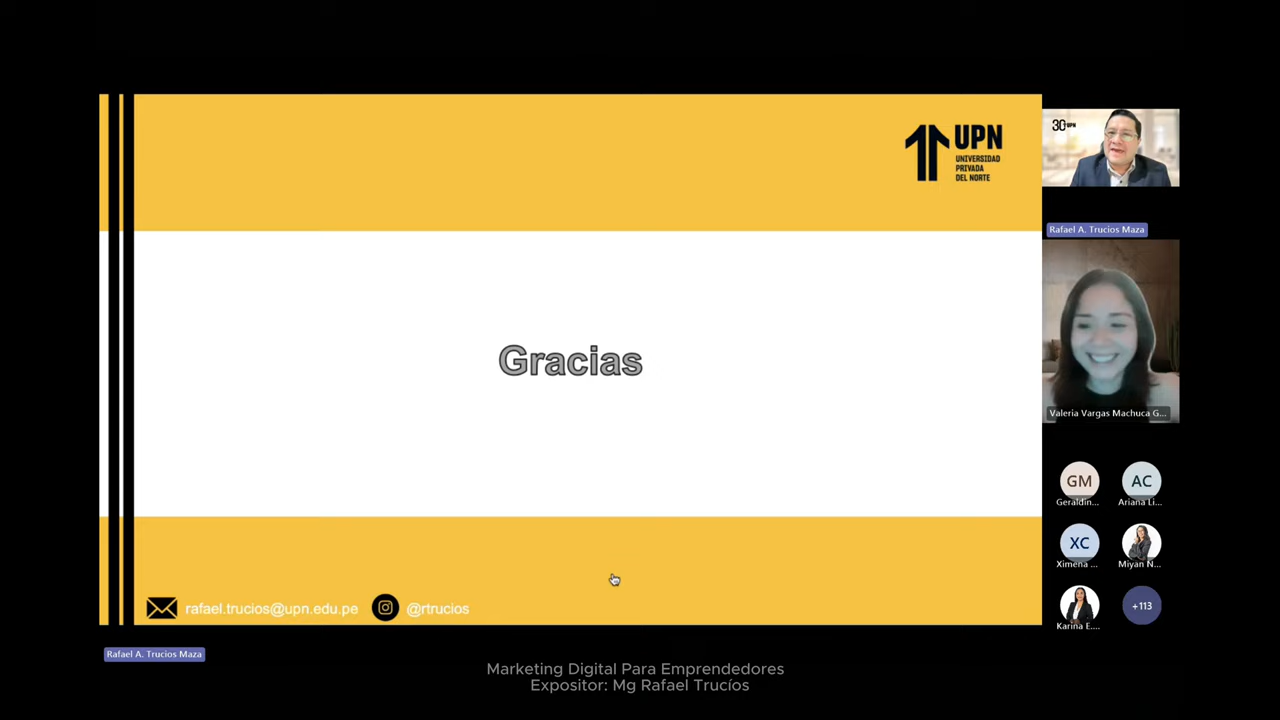 UPN
UNIVERSIDAD
PRIVADA
DEL NORTE
Gracias
rafael.trucios@upn.edu.pe
@rtrucios
Rafael A. Trucios Maza
30 UPN
Rafael A. Trucios Maza
Valeria Vargas Machuca G...
GM
Geraldin...
AC
Ariana Li...
XC
Ximena ...
Miyan N...
Karina E....
+113
Marketing Digital Para Emprendedores
Expositor: Mg Rafael Trucíos